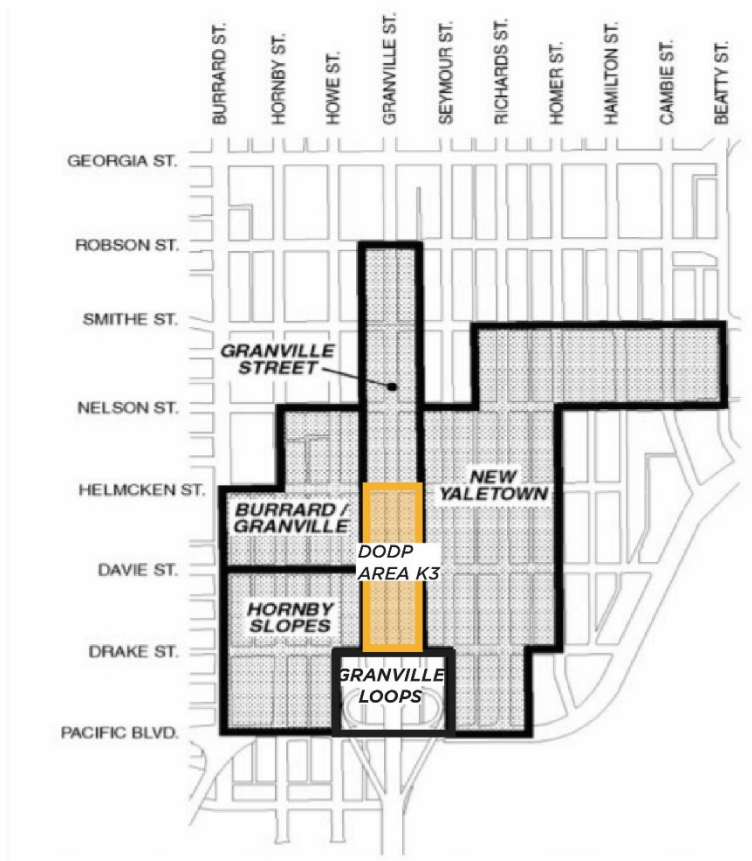 BURRARD ST.
HORNBY ST.
HOWE ST.
GRANVILLE ST.
SEYMOUR ST.
RICHARDS ST.
HOMER ST.
HAMILTON ST.
CAMBIE ST.
BEATTY ST.
GEORGIA ST.
ROBSON ST.
SMITHE ST.
GRANVILLE
STREET
NELSON ST.
HELMCKEN ST.
NEW
YALETOWN
BURRARD /
GRANVILLE
DODP
AREA K3
DAVIE ST.
HORNBY
SLOPES
DRAKE ST.
GRANVILLE
LOOPS
PACIFIC BLVD.